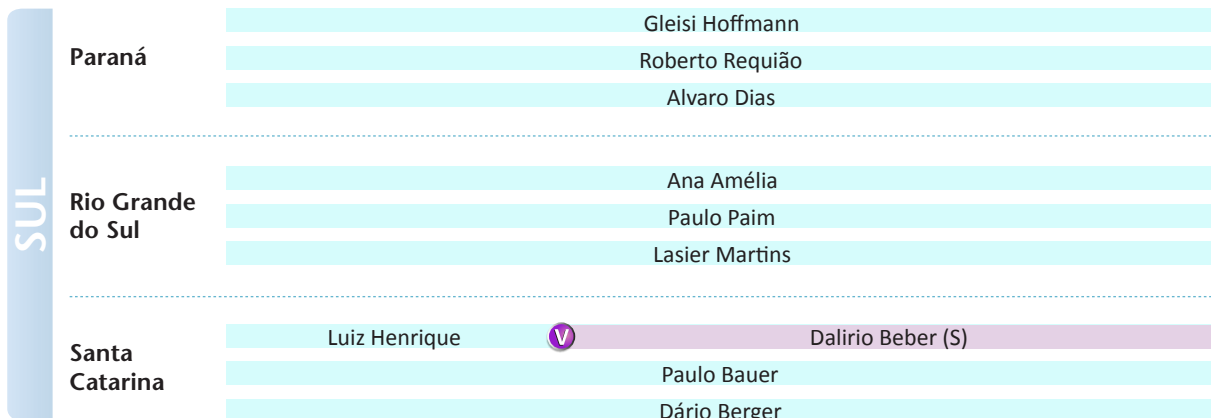 SUL
Paraná
Gleisi Hoffmann
Roberto Requião
Alvaro Dias
Rio Grande
do Sul
Ana Amélia
Paulo Paim
Lasier Martins
Santa
Catarina
Luiz Henrique V Dalirio Beber (S)
Paulo Bauer
Dário Berger